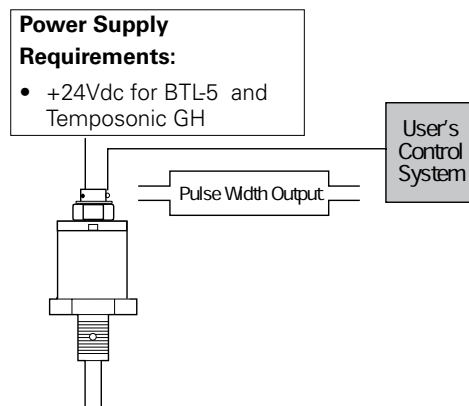 Power Supply
Requirements:
• +24Vdc for BTL-5 and
Temposonic GH
User's
Control
System
Pulse Width Output